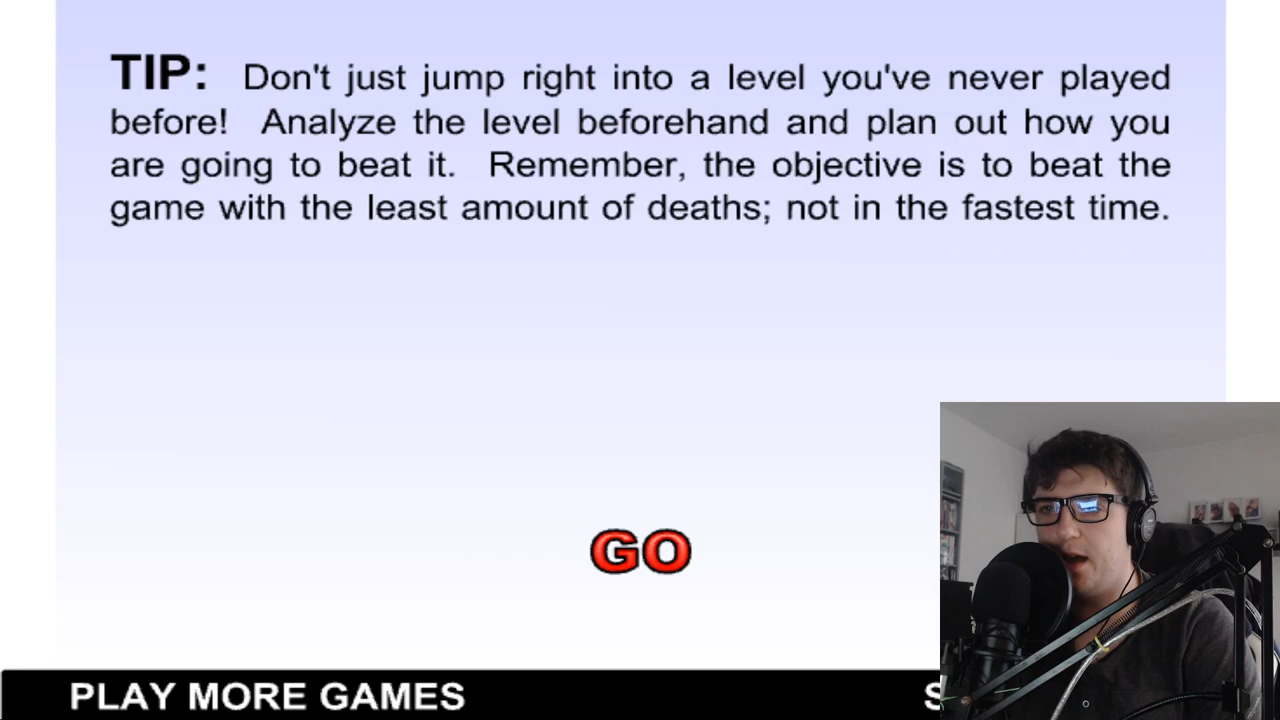 TIP: Don't just jump right into a level you've never played
before! Analyze the level beforehand and plan out how you
are going to beat it. Remember, the objective is to beat the
game with the least amount of deaths; not in the fastest time.
GO
PLAY MORE GAMES